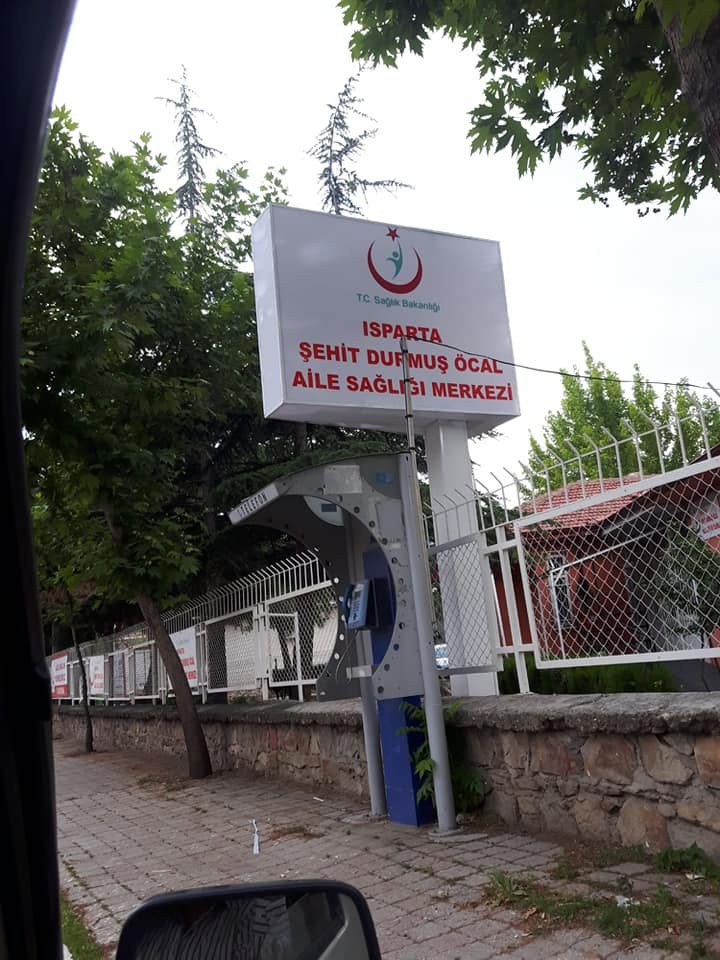 T.C. Sağlık Bakanlığı
ISPARTA
ŞEHİT DURMUŞ ÖCAL
AİLE SAĞLIĞI MERKEZİ
TELEFON